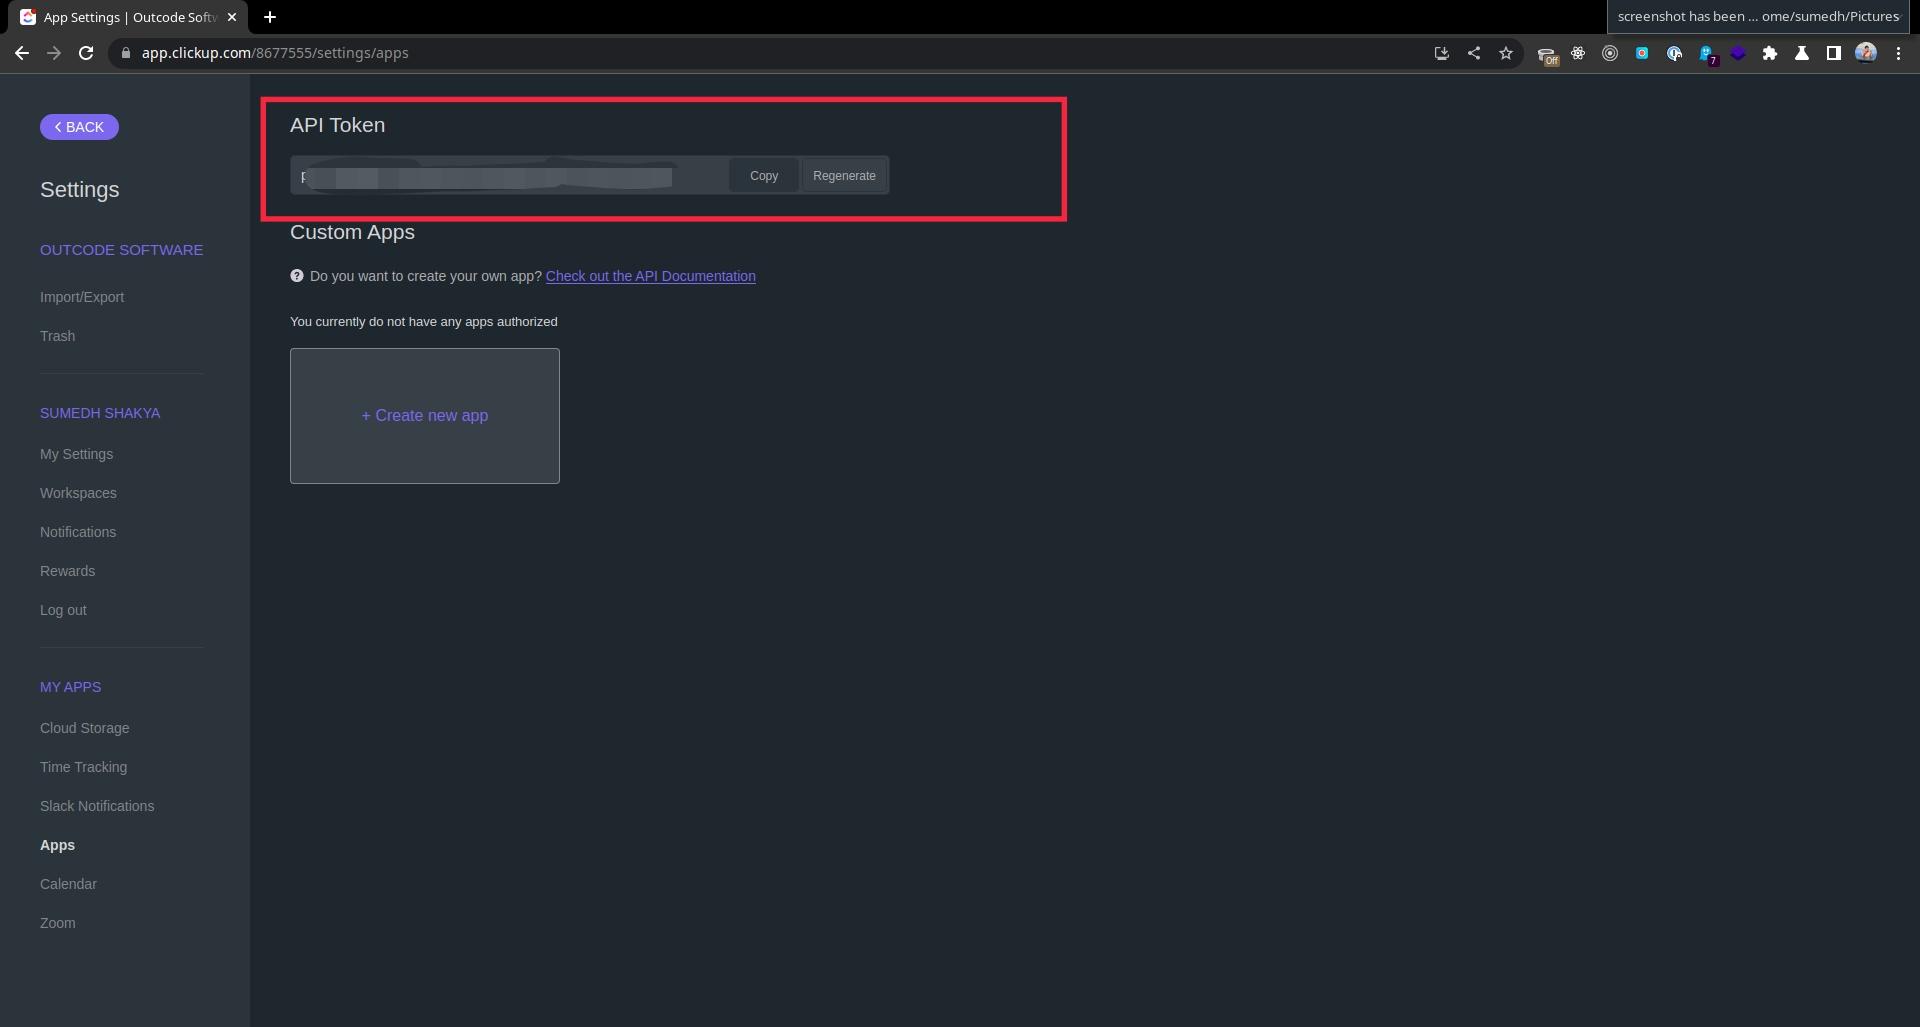 App Settings | Outcode Softw
screenshot has been ... ome/sumedh/Pictures
app.clickup.com/8677555/settings/apps
Off
7
BACK
Settings
OUTCODE SOFTWARE
Import/Export
Trash
SUMEDH SHAKYA
My Settings
Workspaces
Notifications
Rewards
Log out
MY APPS
Cloud Storage
Time Tracking
Slack Notifications
Apps
Calendar
Zoom
API Token
p
Copy Regenerate
Custom Apps
? Do you want to create your own app? Check out the API Documentation
You currently do not have any apps authorized
+ Create new app